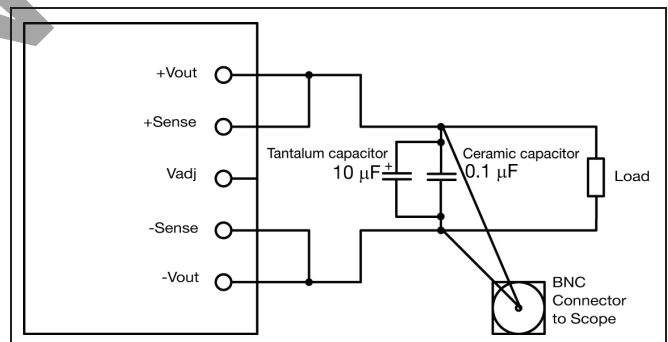 +Vout
+Sense
Vadj
-Sense
-Vout
Tantalum capacitor
10 μF
+
Ceramic capacitor
0.1 μF
Load
BNC
Connector
to Scope